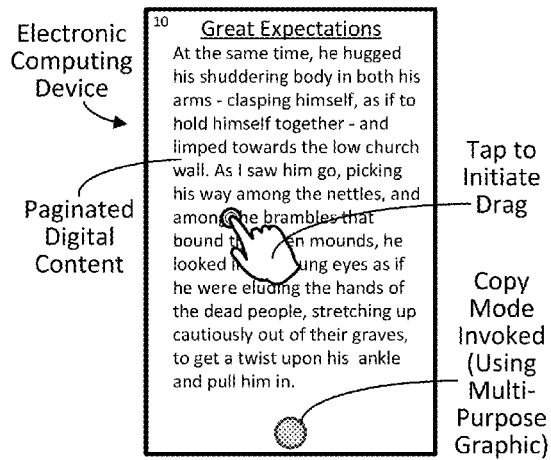 10
Great Expectations
At the same time, he hugged
his shuddering body in both his
arms - clasping himself, as if to
hold himself together - and
limped towards the low church
wall. As I saw him go, picking
his way among the nettles, and
among he brambles that
bound th en mounds, he
looked ung eyes as if
he were eluding the hands of
the dead people, stretching up
cautiously out of their graves,
to get a twist upon his ankle
and pull him in.
Electronic
Computing
Device
Paginated
Digital
Content
Tap to
Initiate
Drag
Copy
Mode
Invoked
(Using
Multi-
Purpose
Graphic)